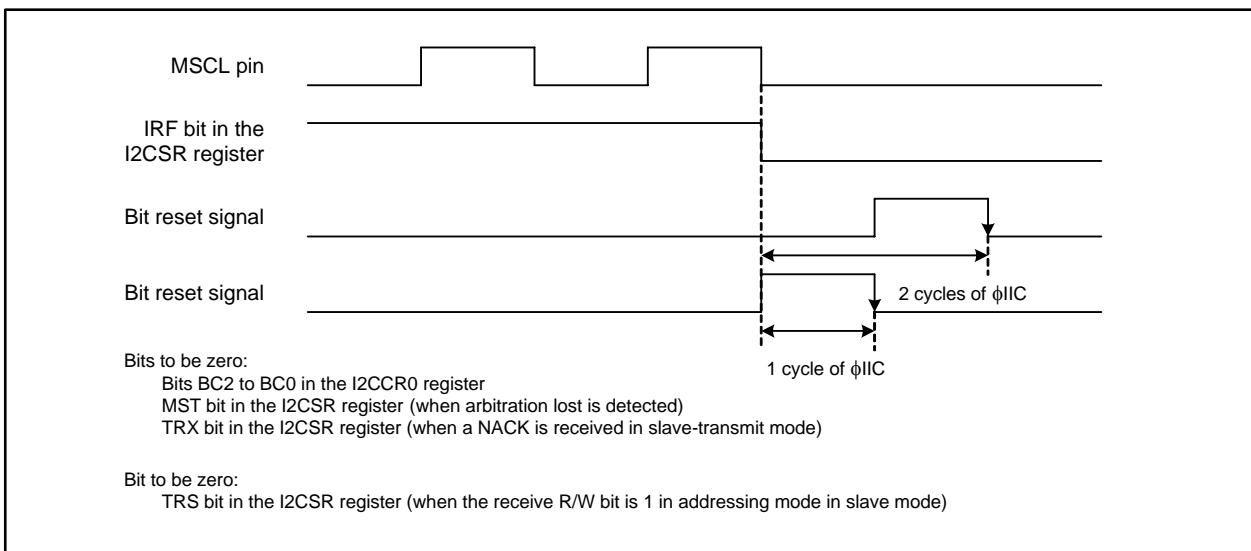 MSCL pin
IRF bit in the
I2CSR register
Bit reset signal
2 cycles of ϕIIC
Bit reset signal
1 cycle of ϕIIC
Bits to be zero:
Bits BC2 to BC0 in the I2CCR0 register
MST bit in the I2CSR register (when arbitration lost is detected)
TRX bit in the I2CSR register (when a NACK is received in slave-transmit mode)
Bit to be zero:
TRS bit in the I2CSR register (when the receive R/W bit is 1 in addressing mode in slave mode)